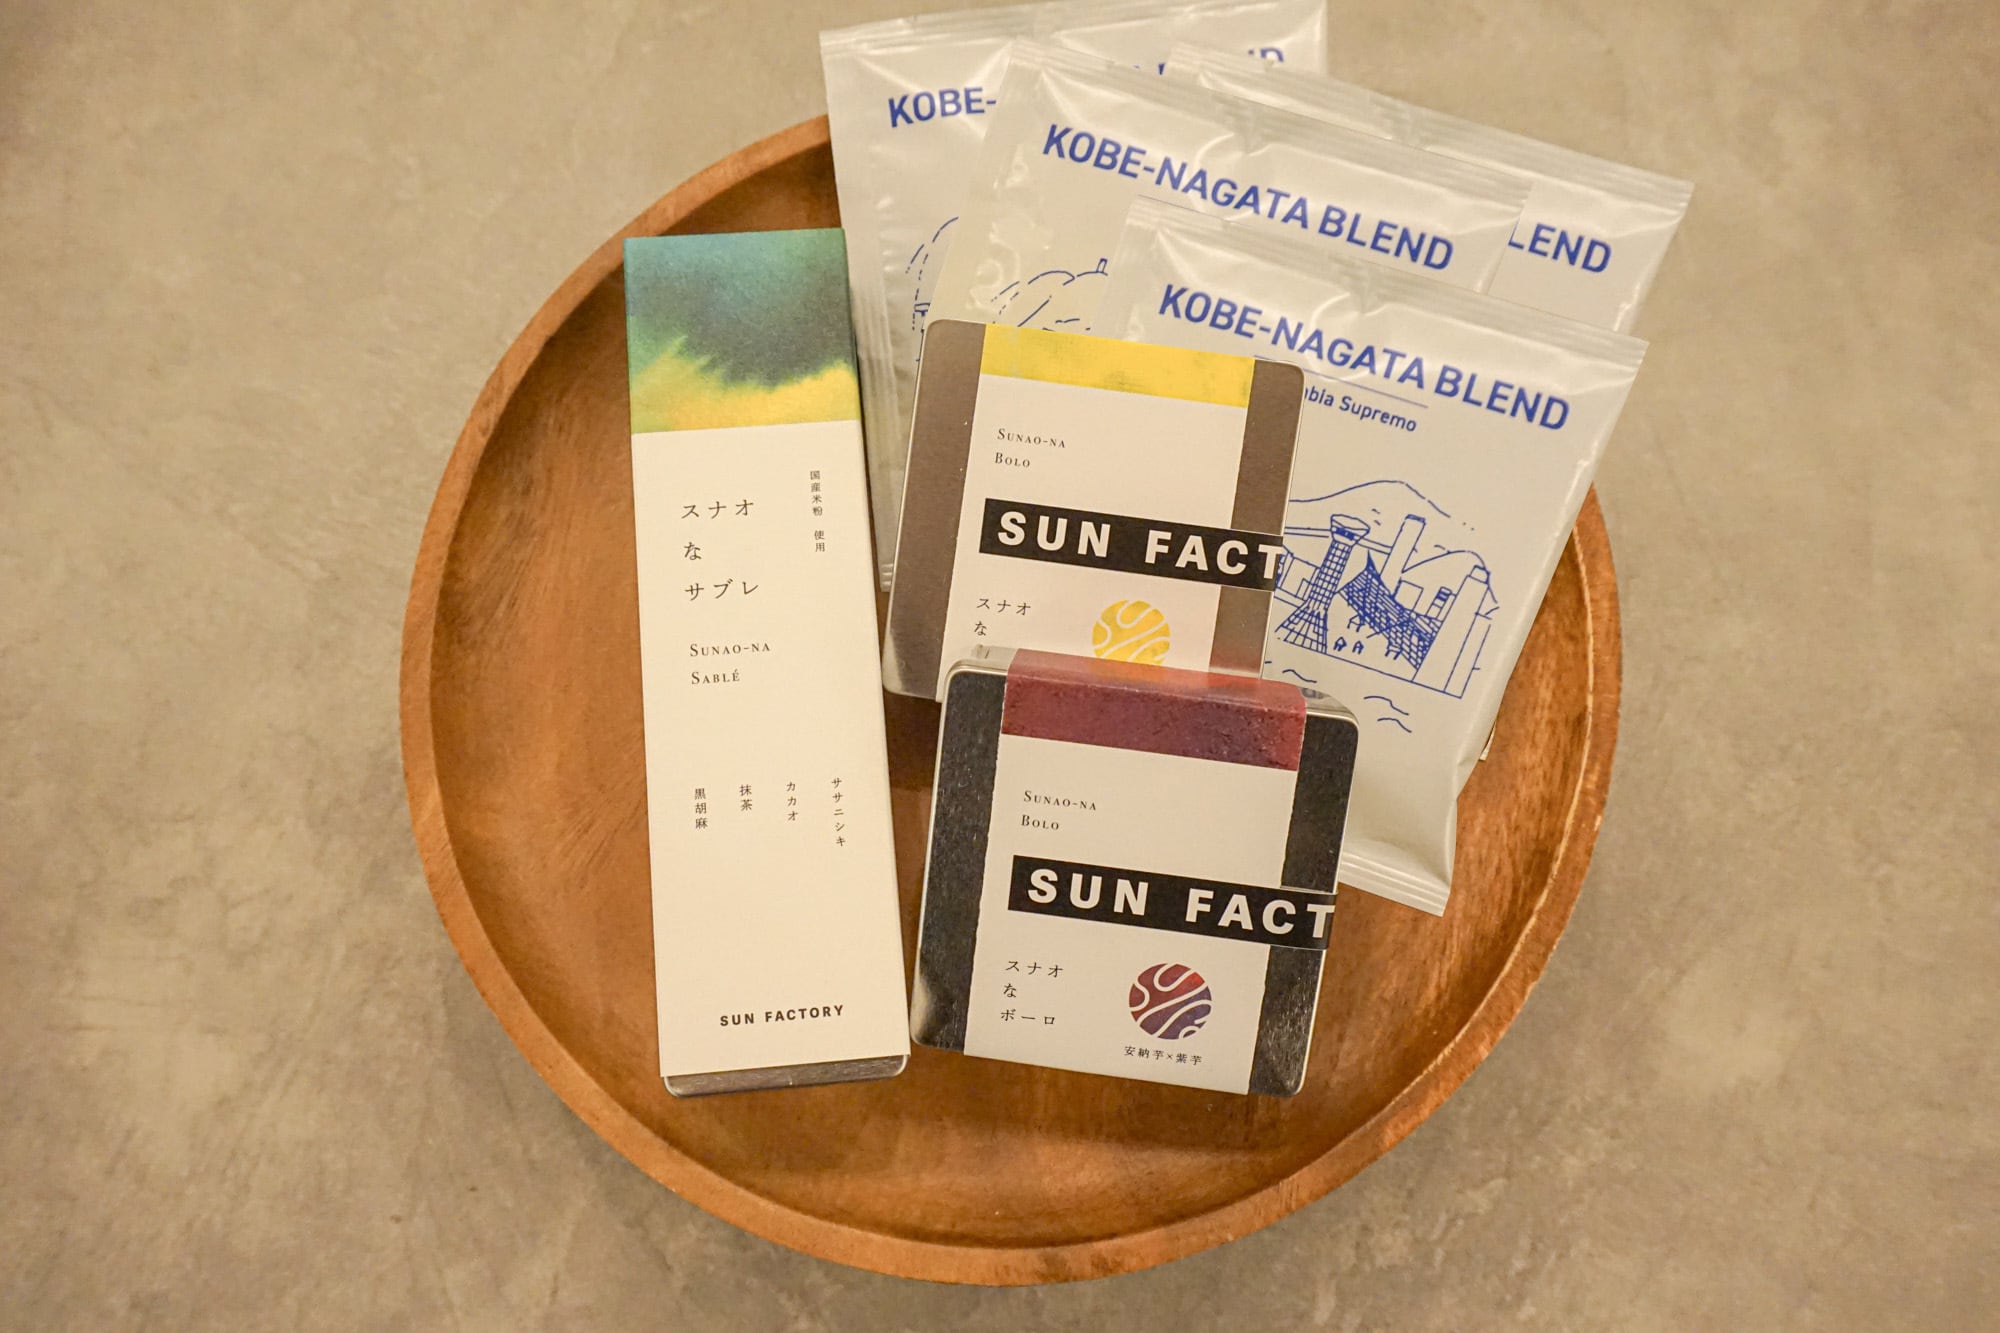 KOBE-
KOBE-NAGATA BLEND
LEND
KOBE-NAGATA BLEND
bia Supremo
国産米粉 使用
スナオ
な
サブレ
SUNAO-NA
SABLÉ
ササニシキ
カカオ
抹茶
黒胡麻
SUN FACTORY
SUNAO-NA
BOLO
SUN FACT
スナオ
な
SUNAO-NA
BOLO
SUN FACT
スナオ
な
ボーロ
安納芋×紫芋